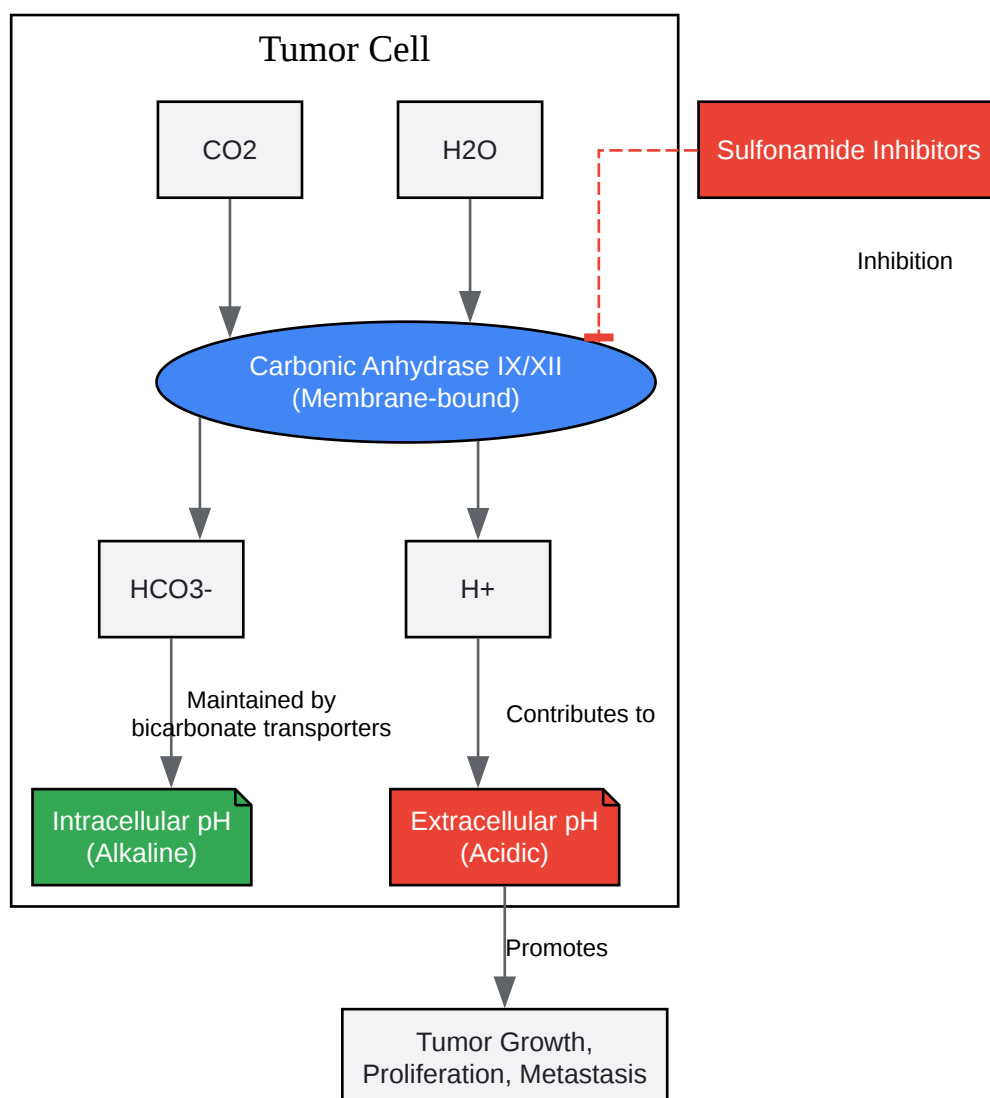 Tumor Cell
CO2
H2O
Sulfonamide Inhibitors
Inhibition
Carbonic Anhydrase IX/XII
(Membrane-bound)
HCO3-
H+
Maintained by
bicarbonate transporters
Contributes to
Intracellular pH
(Alkaline)
Extracellular pH
(Acidic)
Promotes
Tumor Growth,
Proliferation, Metastasis